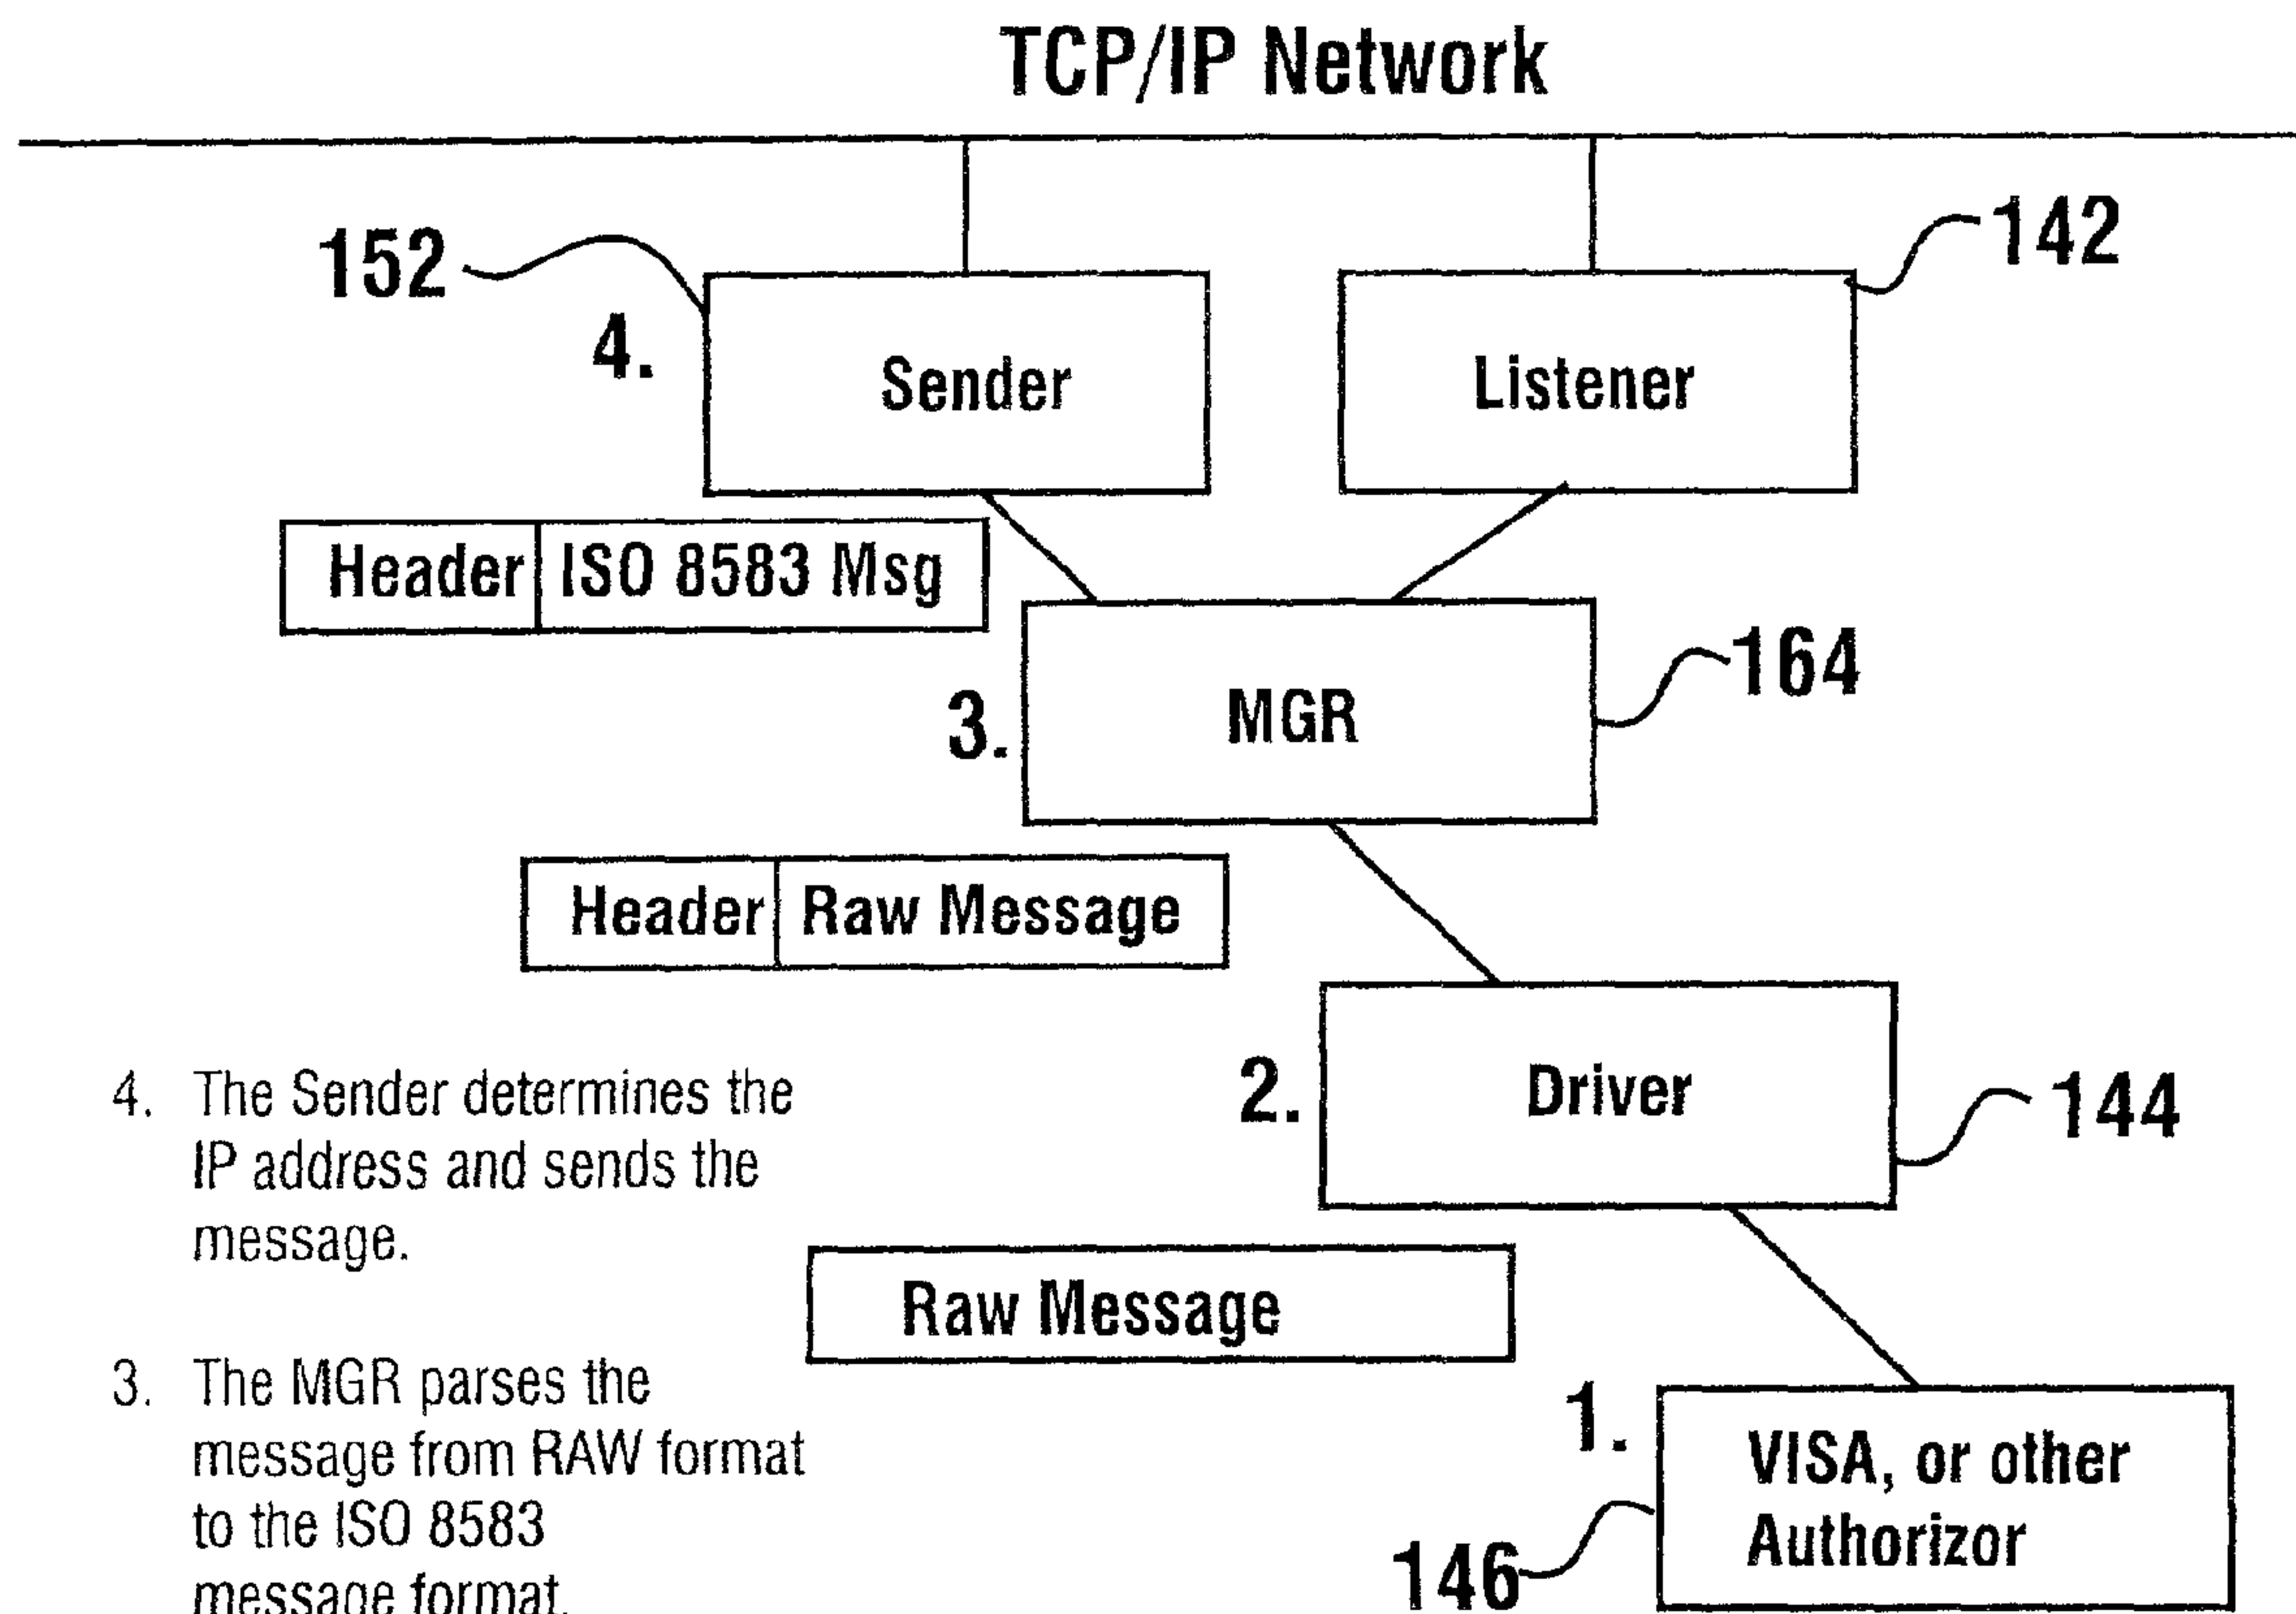 TCP/IP Network
152
142
4.
Sender
Listener
Header ISO 8583 Msg
164
3.
MGR
Header Raw Message
2.
Driver
144
4. The Sender determines the
IP address and sends the
message.
Raw Message
3. The MGR parses the
message from RAW format
to the ISO 8583
message format.
1.
VISA, or other
Authorizor
146